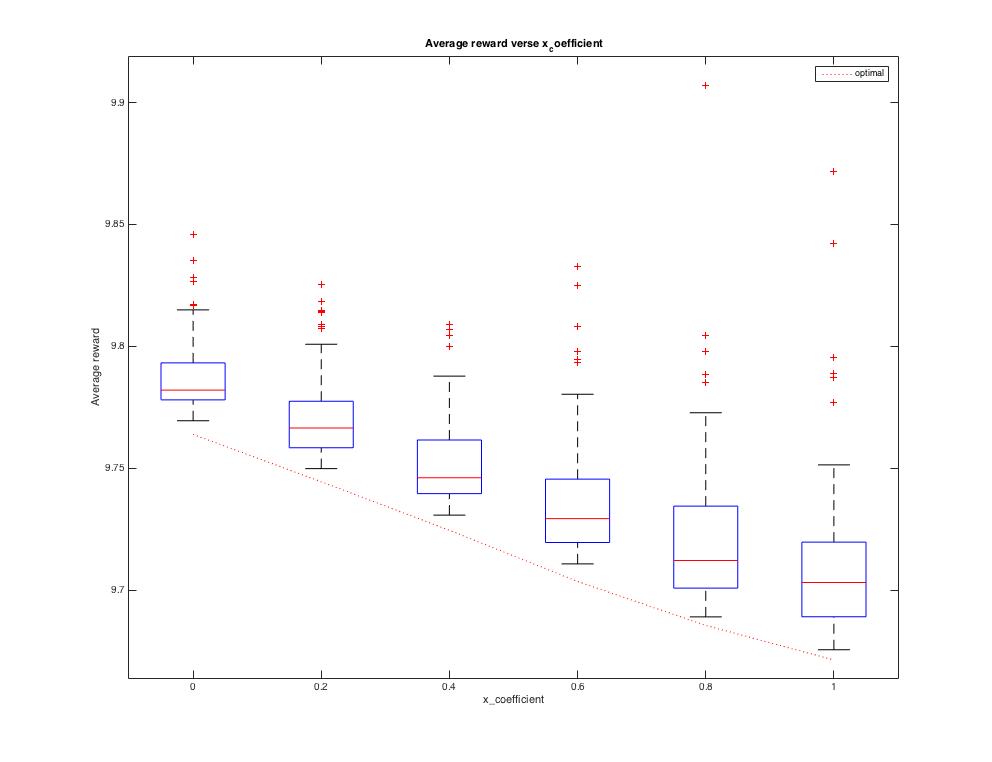 Average reward verse x_coefficient
optimal
9.9
9.85
9.8
9.75
9.7
Average reward
0 0.2 0.4 0.6 0.8 1
x_coefficient